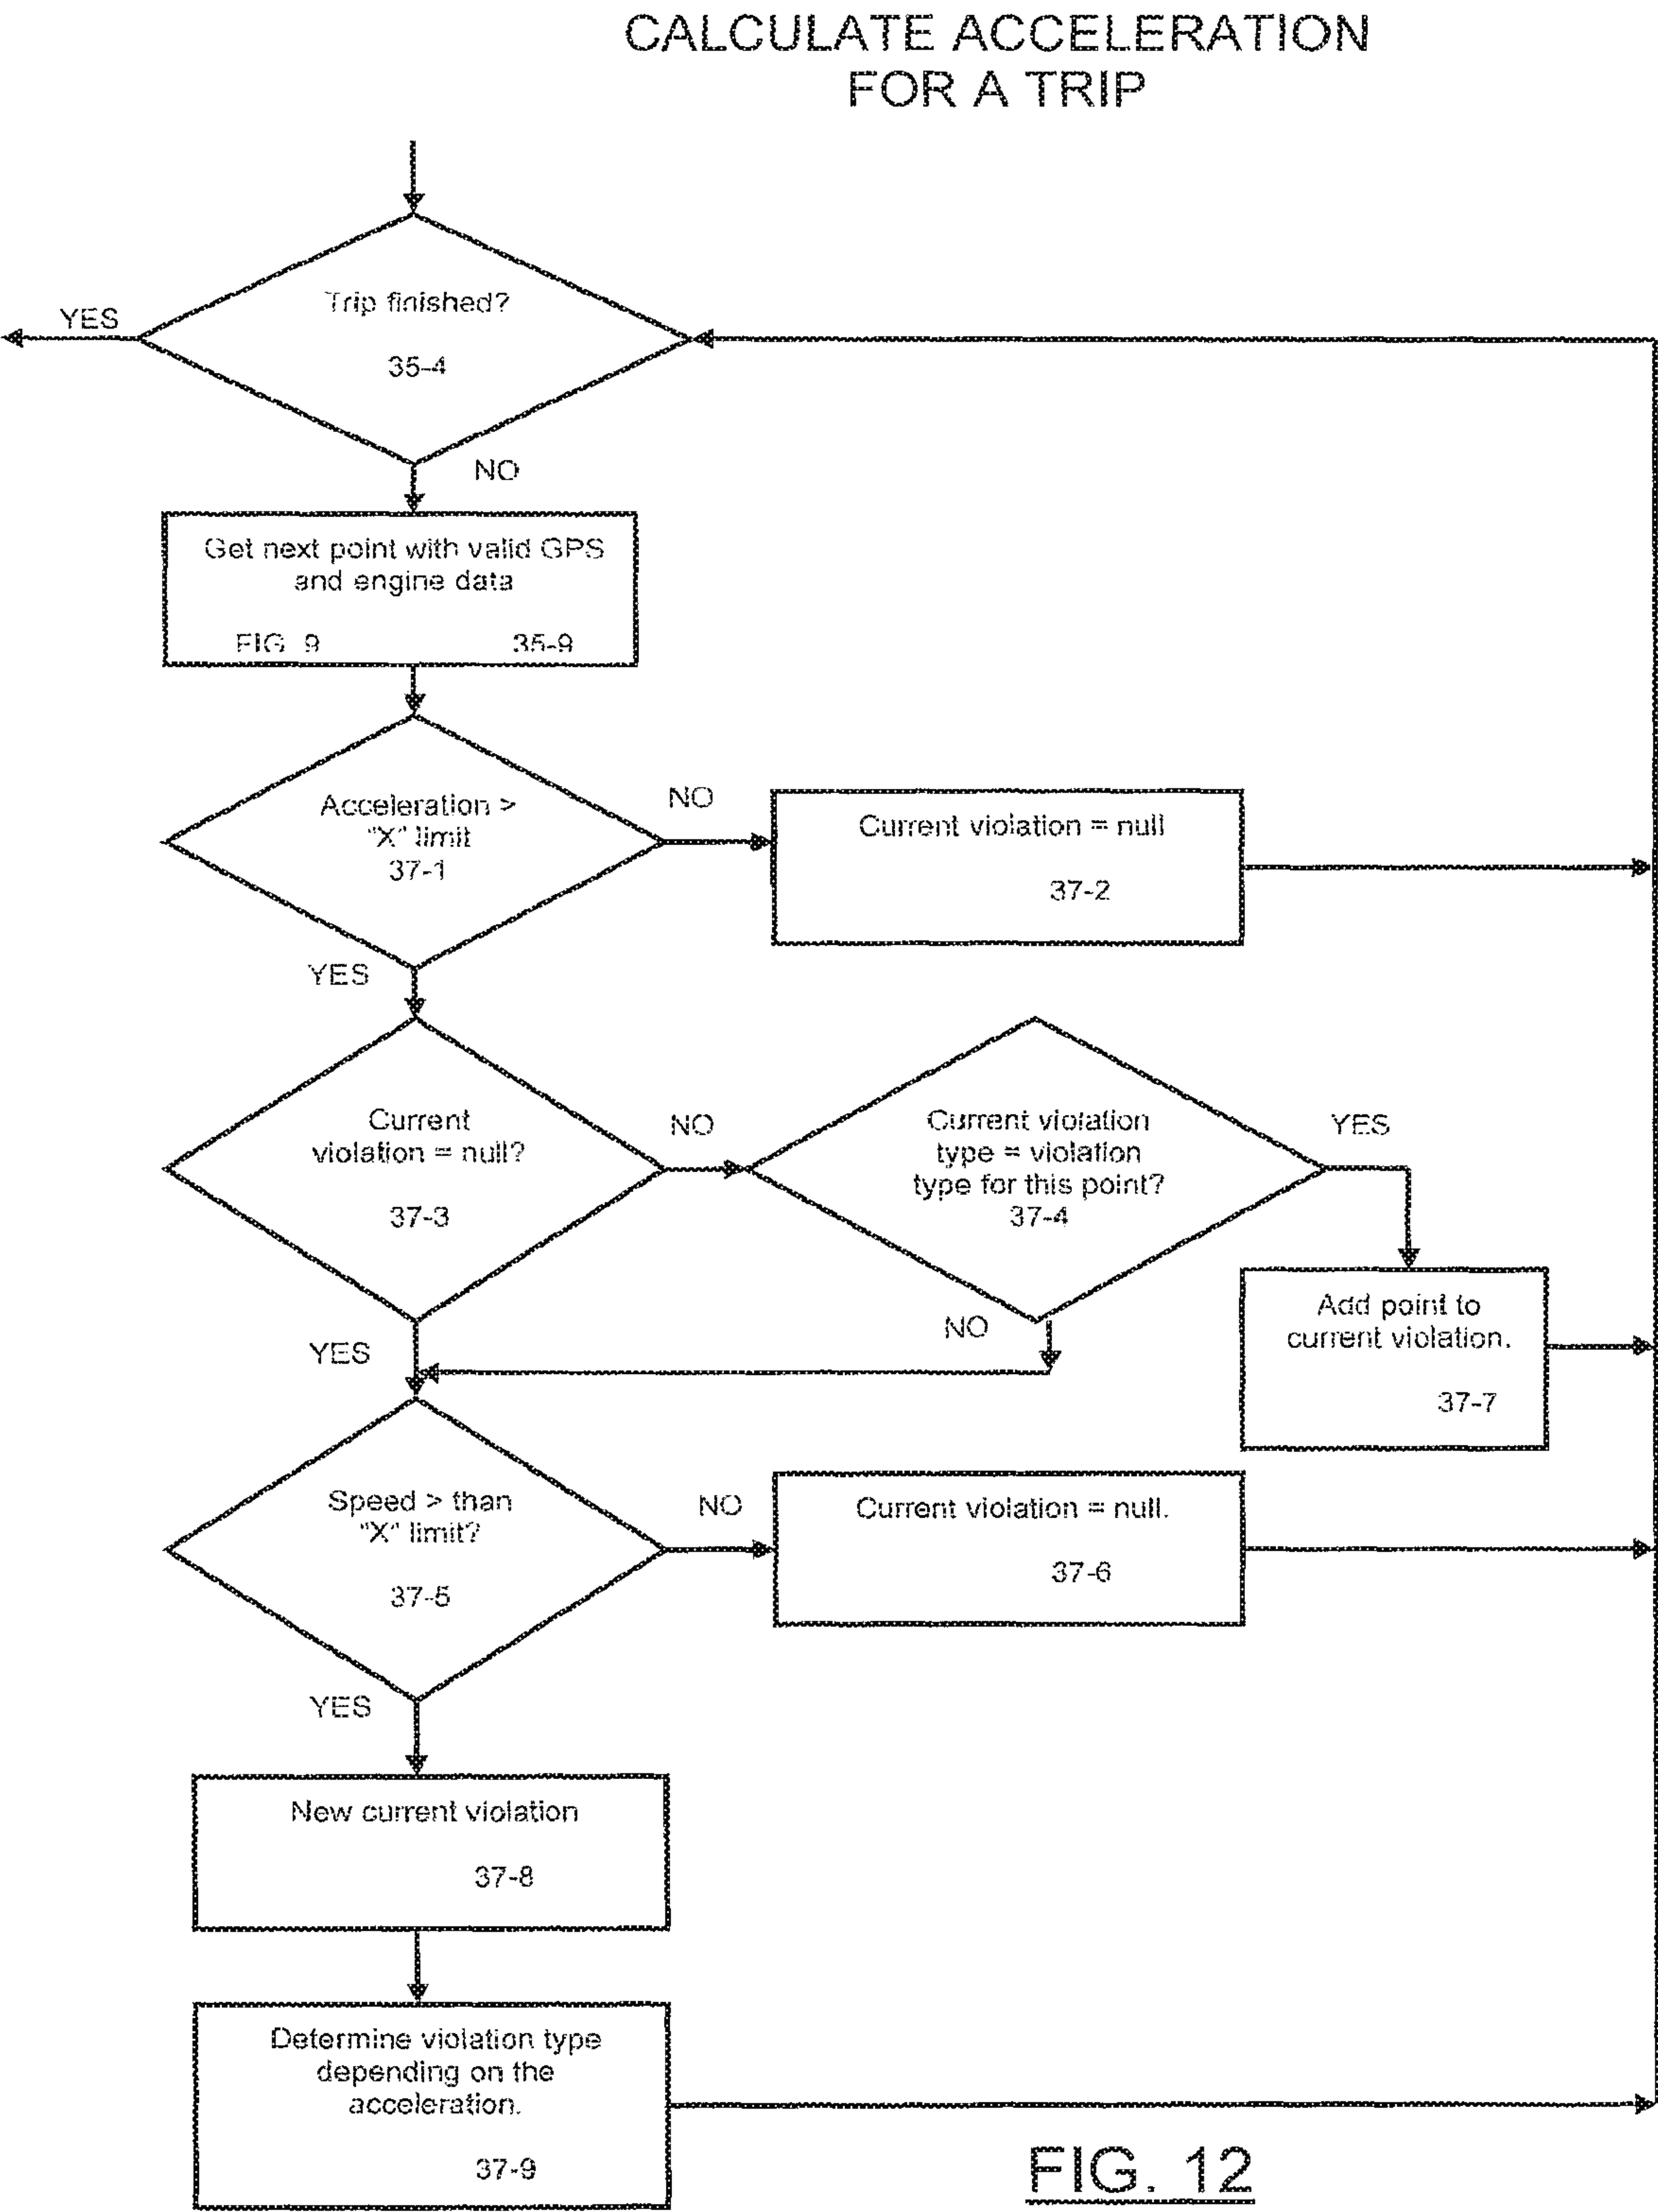 CALCULATE ACCELERATION
FOR A TRIP
Trip finished?
YES
35-4
NO
Get next point with valid GPS
and engine data
FIG. 9 35-9
Acceleration >
"X" limit
37-1
NO
Current violation = null
37-2
YES
Current
violation = null?
37-3
NO
Current violation
type = violation
type for this point?
37-4
YES
Add point to
current violation.
37-7
NO
YES
Speed > than
"X" limit?
37-5
NO
Current violation = null.
37-6
YES
New current violation
37-8
Determine violation type
depending on the
acceleration.
37-9
FIG. 12